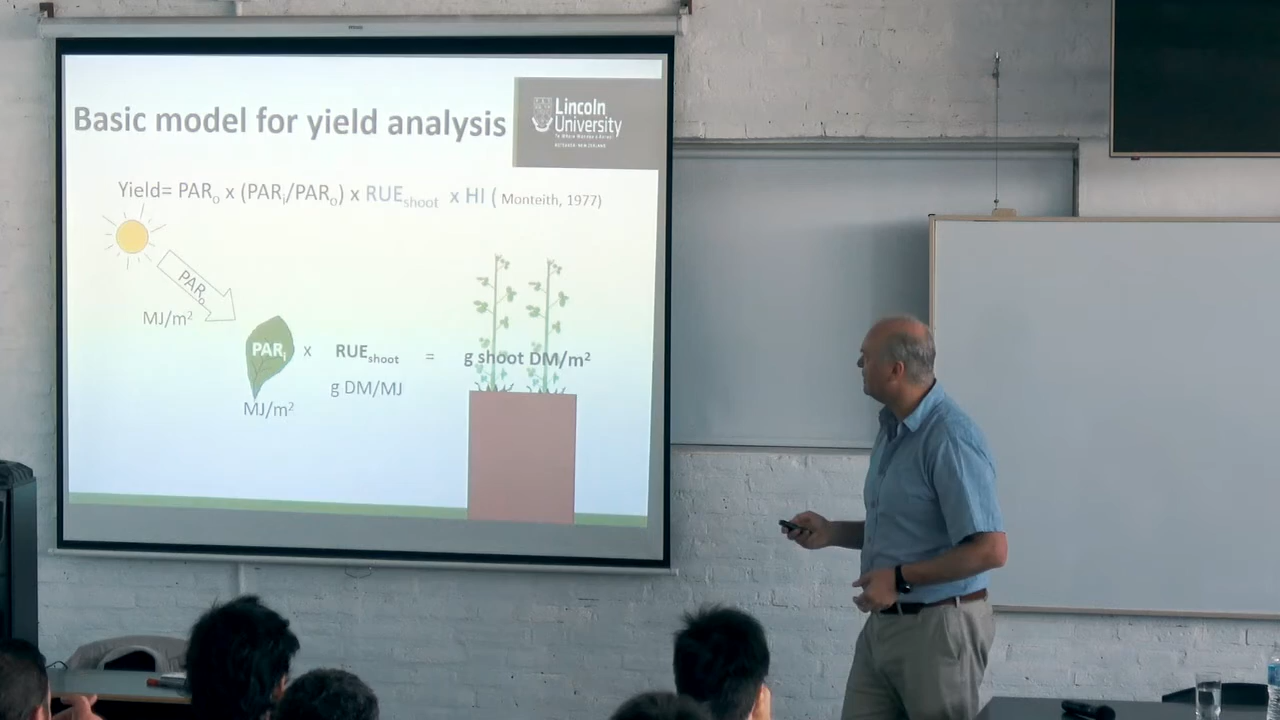 Basic model for yield analysis
Lincoln
University
Yield= PARₒ x (PARᵢ/PARₒ) x RUEshoot x HI ( Monteith, 1977)
PARₒ
MJ/m²
PARᵢ x RUEshoot = g shoot DM/m²
g DM/MJ
MJ/m²